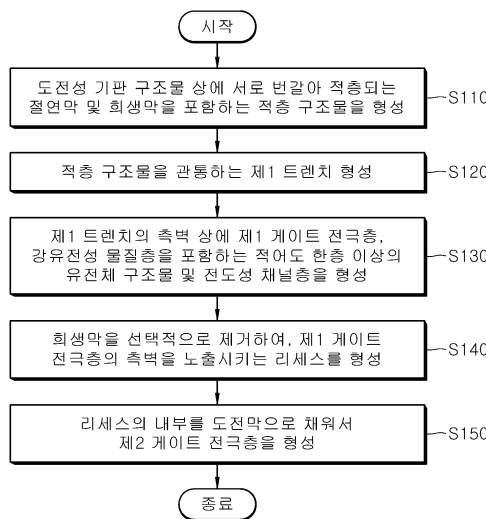 시작
도전성 기판 구조물 상에 서로 번갈아 적층되는
절연막 및 희생막을 포함하는 적층 구조물을 형성
S110
적층 구조물을 관통하는 제1 트렌치 형성
S120
제1 트렌치의 측벽 상에 제1 게이트 전극층,
강유전성 물질층을 포함하는 적어도 한층 이상의
유전체 구조물 및 전도성 채널층을 형성
S130
희생막을 선택적으로 제거하여, 제1 게이트
전극층의 측벽을 노출시키는 리세스를 형성
S140
리세스의 내부를 도전막으로 채워서
제2 게이트 전극층을 형성
S150
종료